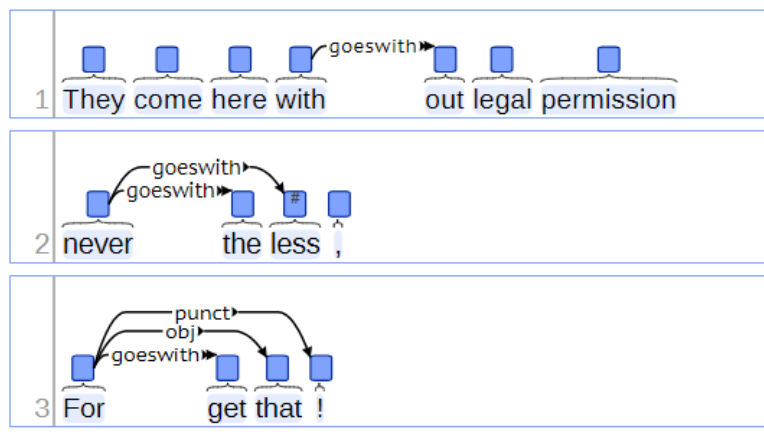 goeswith
1 They come here with out legal permission
goeswith
goeswith
#
2 never the less ,
punct
obj
goeswith
3 For get that !